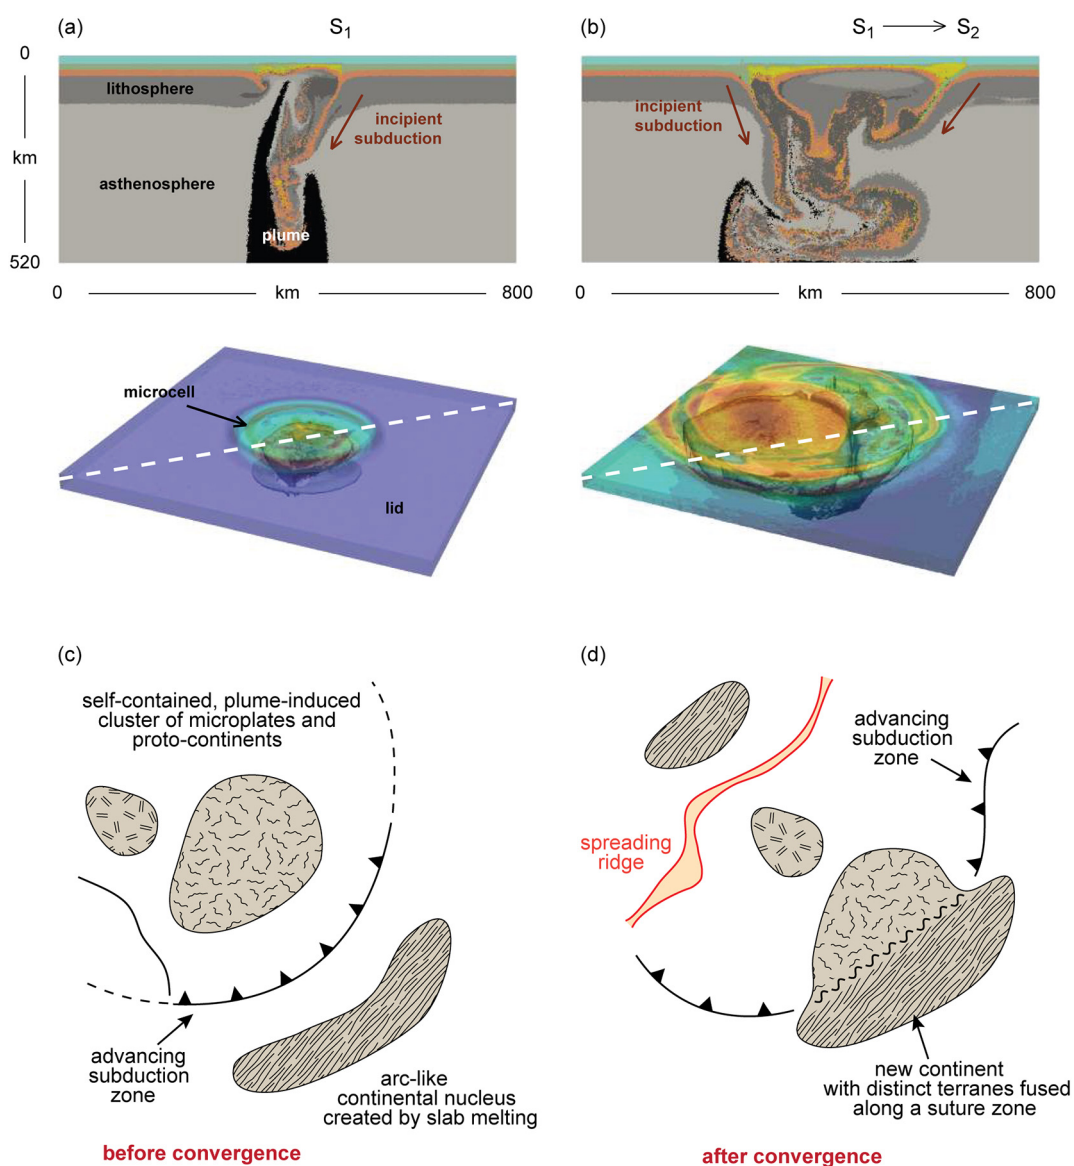 (a)
S1
(b)
S1 → S2
0
km
520
lithosphere
incipient
subduction
asthenosphere
plume
incipient
subduction
0
km
800
0
km
800
microcell
lid
(c)
self-contained, plume-induced
cluster of microplates and
proto-continents
advancing
subduction
zone
arc-like
continental nucleus
created by slab melting
before convergence
(d)
advancing
subduction
zone
spreading
ridge
new continent
with distinct terranes fused
along a suture zone
after convergence